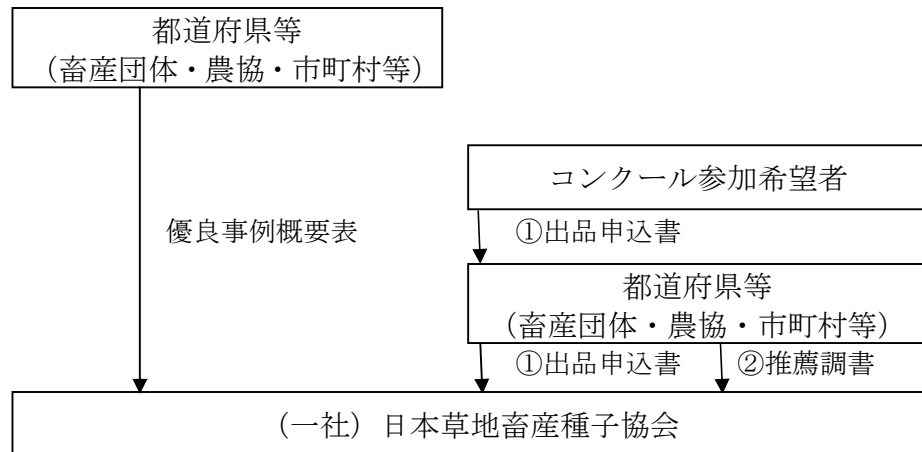 都道府県等
（畜産団体・農協・市町村等）
コンクール参加希望者
優良事例概要表
①出品申込書
都道府県等
（畜産団体・農協・市町村等）
①出品申込書
②推薦調書
（一社）日本草地畜産種子協会